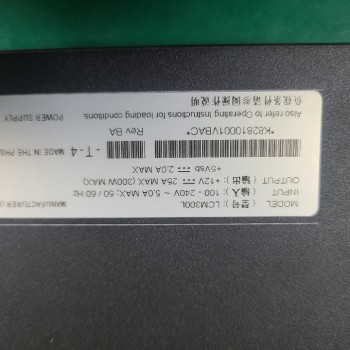 MODEL (型号): LCM300L
INPUT (输入): 100 - 240V ~ 5.0A MAX; 50 / 60 Hz
OUTPUT (输出): +12V ⎓ 25A MAX (300W MAX)
+5Vsb ⎓ 2.0A MAX
*K82810001VBAC*
Rev BA
- T - 4
MADE IN THE
Also refer to Operating Instructions for loading conditions.
负载条件请参阅操作说明
POWER SUPPLY
MANUFACTURER